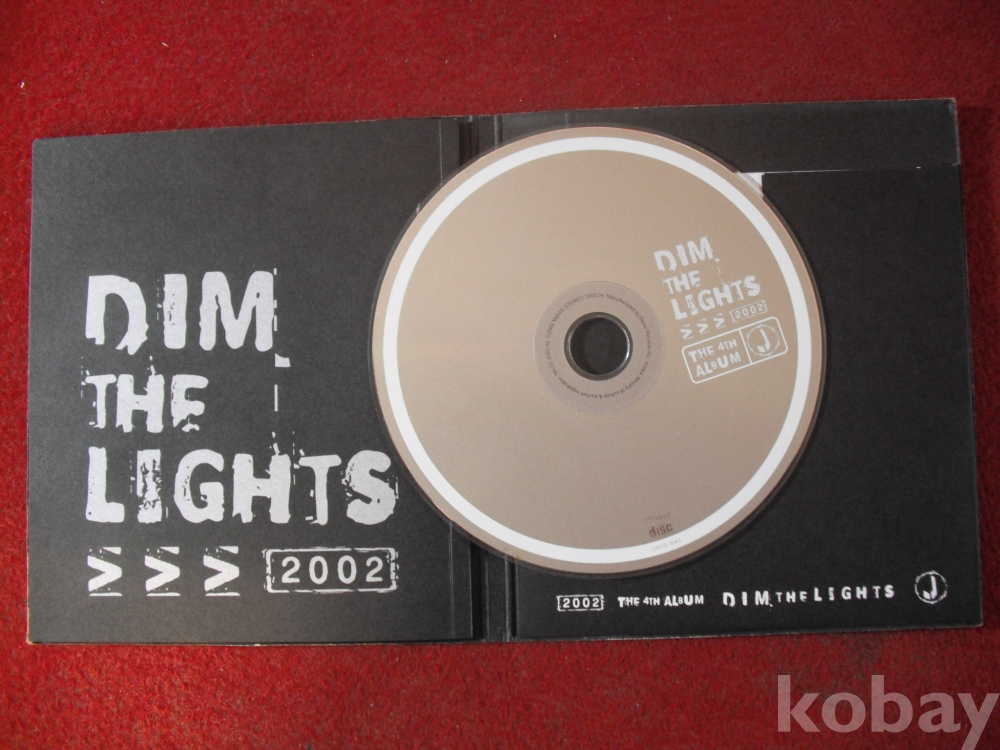 DIM
THE
LIGHTS
> > > 2002
DIM
THE
LIGHTS
> > > 2002
THE 4TH
ALBUM
J
disc
2002 THE 4TH ALBUM DIM THE LIGHTS J
kobay